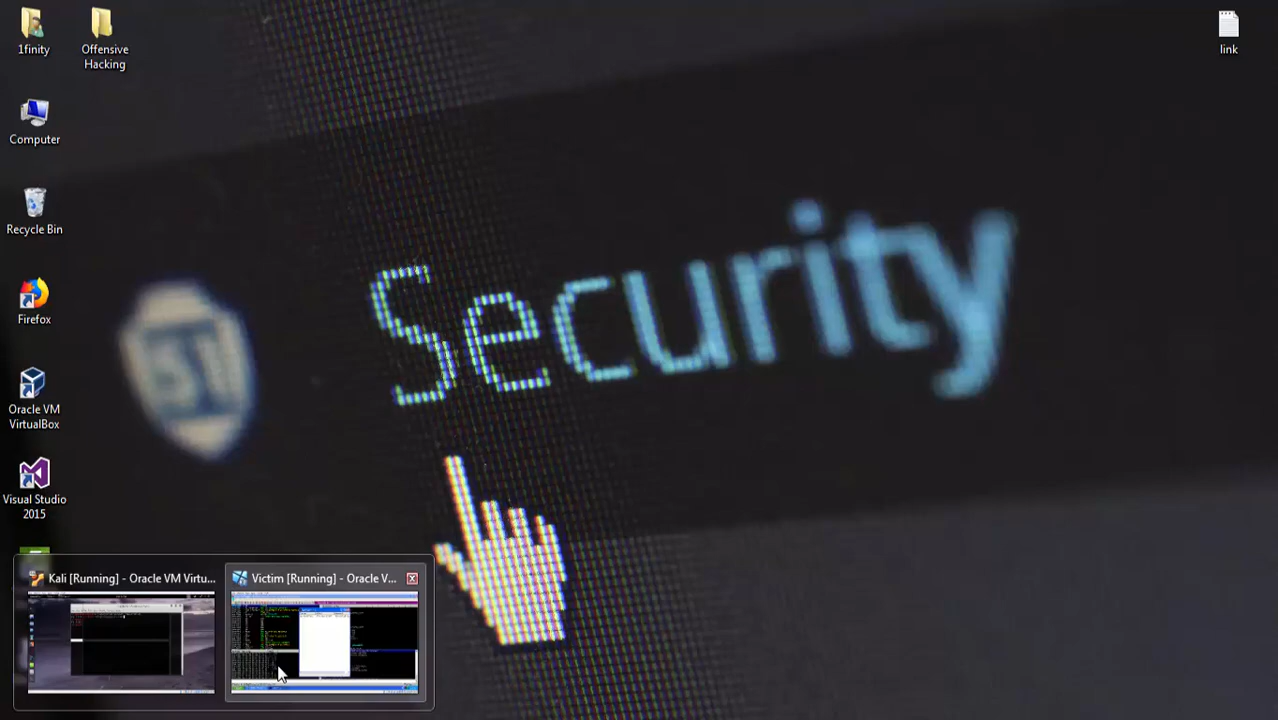 1finity
Offensive
Hacking
link
Computer
Recycle Bin
Firefox
Oracle VM
VirtualBox
Visual Studio
2015
Security
Kali [Running] - Oracle VM Virtu...
Victim [Running] - Oracle V...